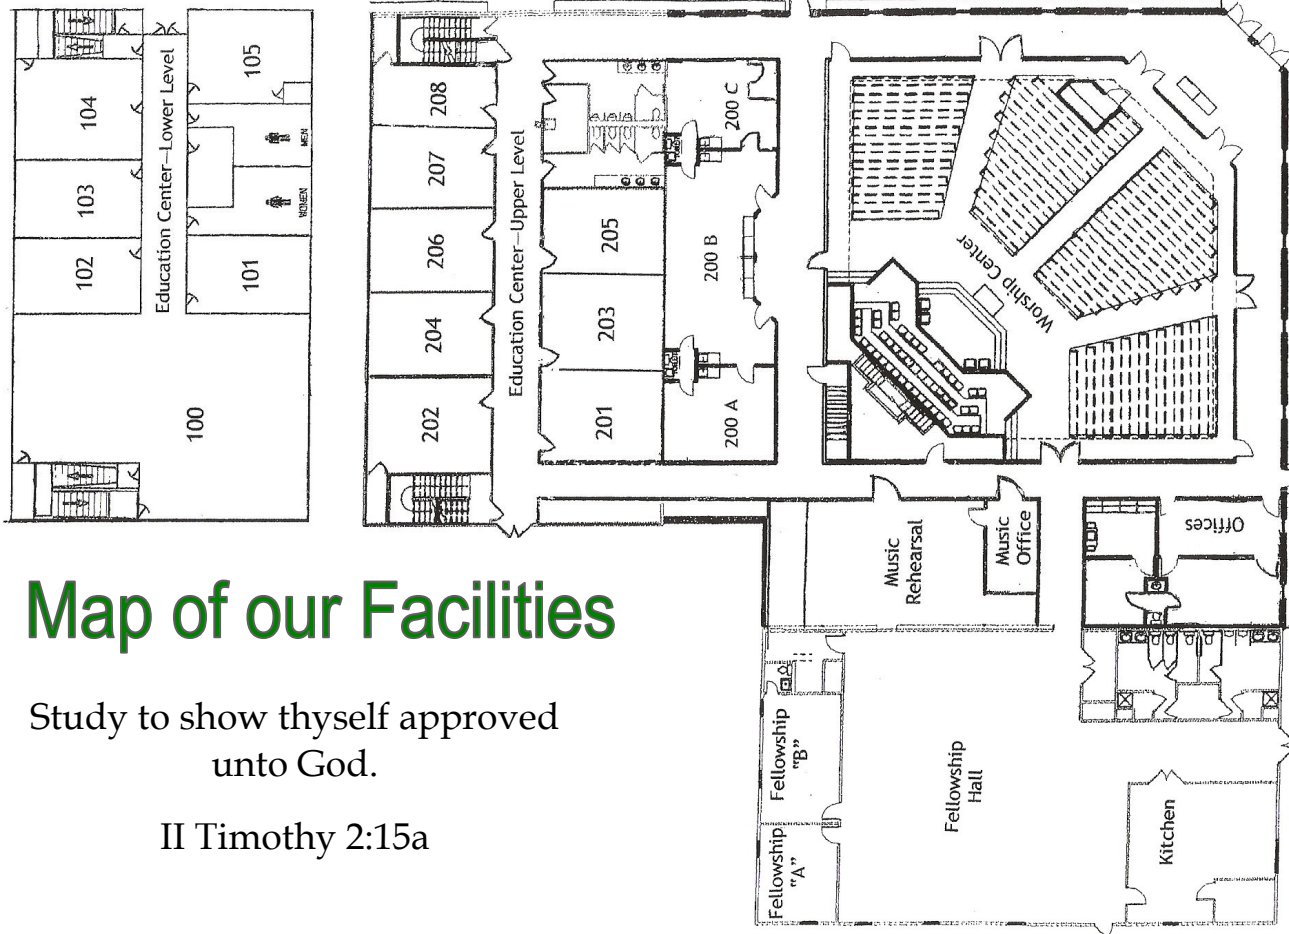 105
104
103
102
101
100
Education Center—Lower Level
MEN
WOMEN
208
207
206
204
202
Education Center—Upper Level
205
203
201
200 C
200 B
200 A
Worship Center
Music
Rehearsal
Music
Office
Offices
Fellowship
"B"
Fellowship
"A"
Fellowship
Hall
Kitchen
Map of our Facilities
Study to show thyself approved
unto God.
II Timothy 2:15a